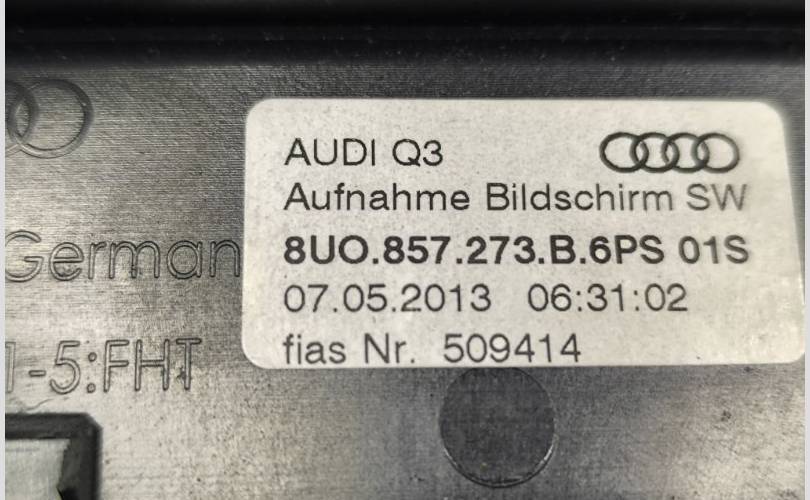 AUDI Q3
Aufnahme Bildschirm SW
8UO.857.273.B.6PS 01S
07.05.2013 06:31:02
fias Nr. 509414
German
1-5:FHT